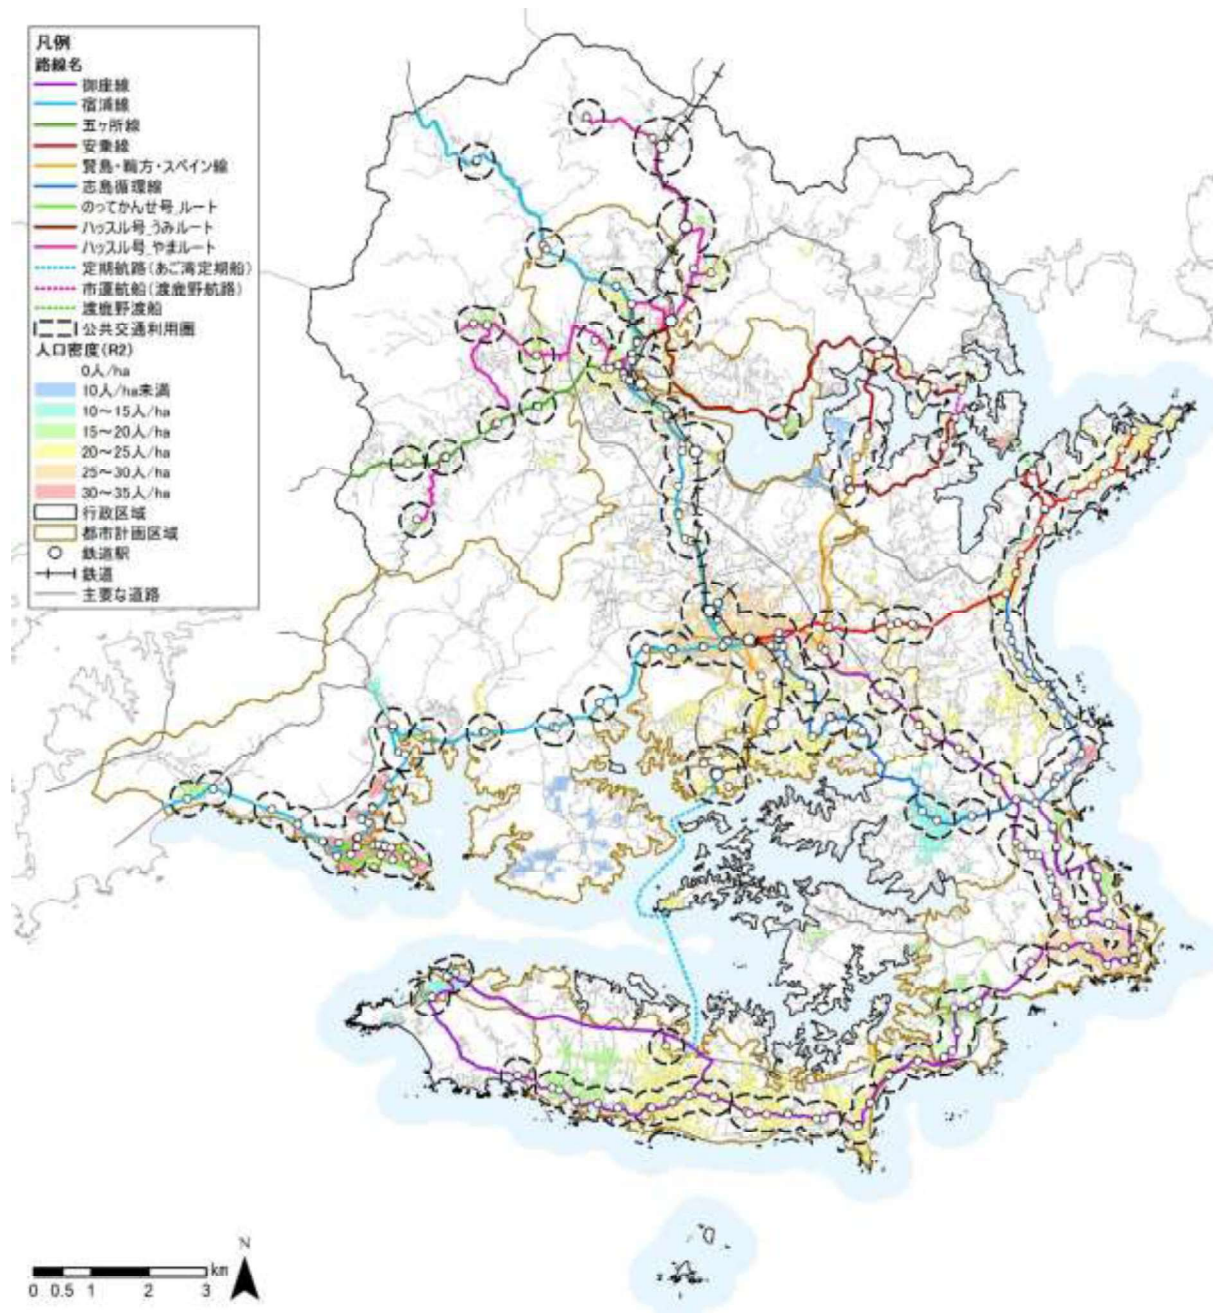 凡例
路線名
御座線
宿浦線
五ヶ所線
安乗線
賢島・鵜方・スペイン線
志島循環線
のってかんせ号_ルート
ハッスル号_うみルート
ハッスル号_やまルート
定期航路(あご湾定期船)
市運航船(渡鹿野航路)
渡鹿野渡船
公共交通利用圏
人口密度(R2)
0人/ha
10人/ha未満
10～15人/ha
15～20人/ha
20～25人/ha
25～30人/ha
30～35人/ha
行政区域
都市計画区域
鉄道駅
鉄道
主要な道路
N
km
0 0.5 1 2 3